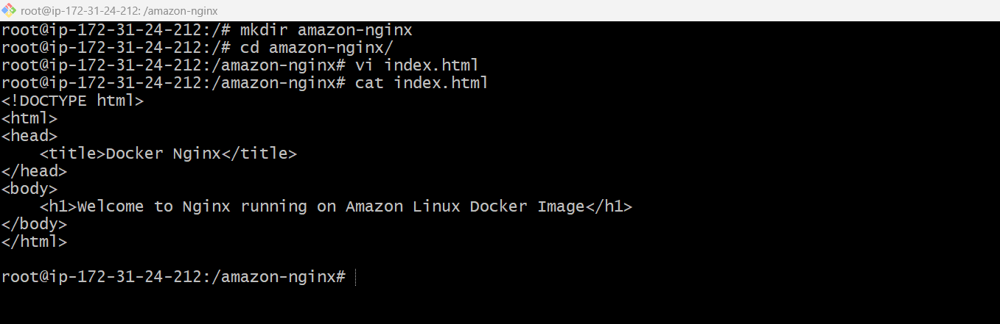 root@ip-172-31-24-212: /amazon-nginx
root@ip-172-31-24-212:/# mkdir amazon-nginx
root@ip-172-31-24-212:/# cd amazon-nginx/
root@ip-172-31-24-212:/amazon-nginx# vi index.html
root@ip-172-31-24-212:/amazon-nginx# cat index.html
<!DOCTYPE html>
<html>
<head>
    <title>Docker Nginx</title>
</head>
<body>
    <h1>Welcome to Nginx running on Amazon Linux Docker Image</h1>
</body>
</html>

root@ip-172-31-24-212:/amazon-nginx#